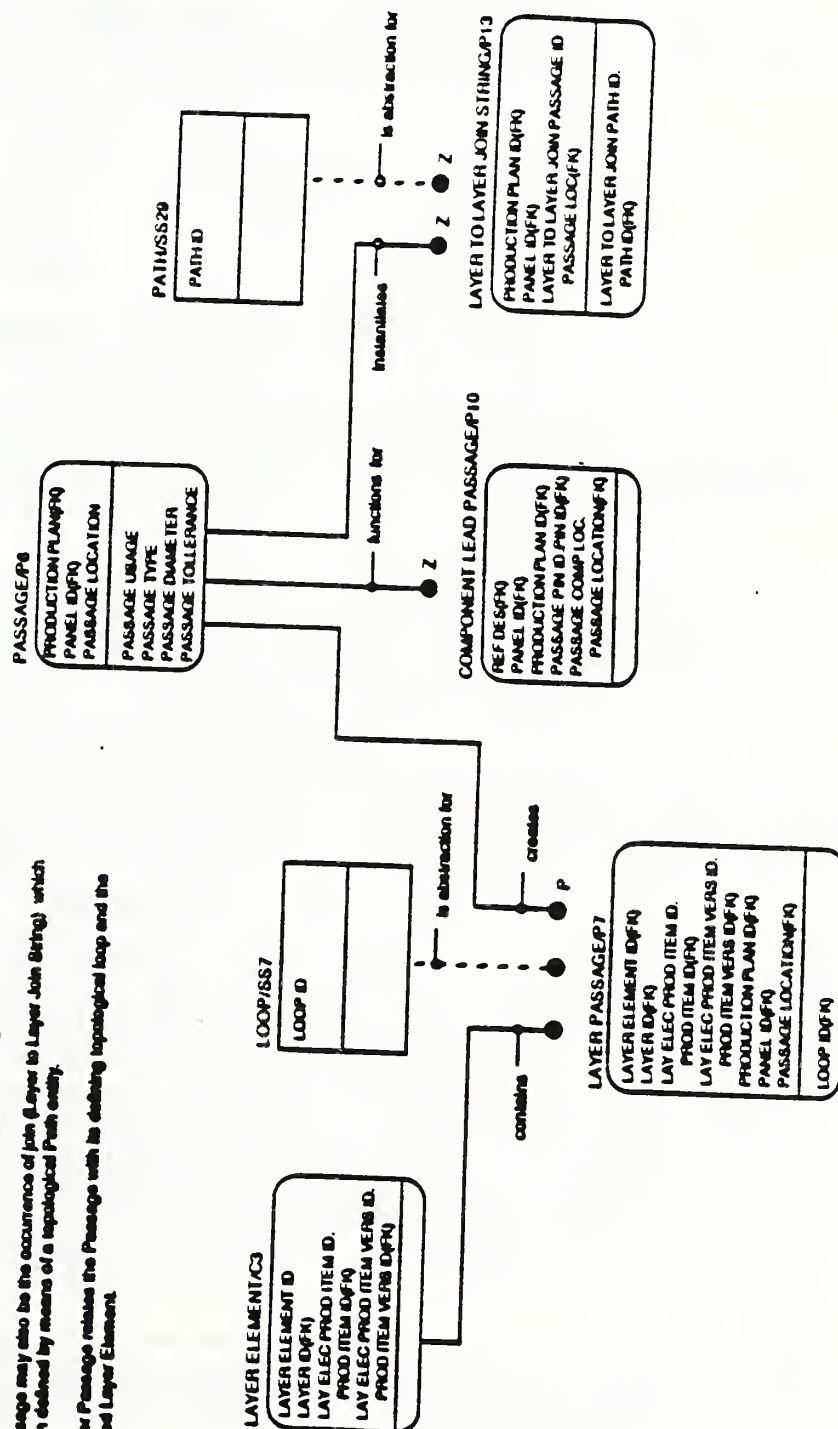 sage may also be the occurrence of join (Layer to Layer Join String) which
defined by means of a topological Path entity.
r Passage relates the Passage with its defining topological loop and the
d Layer Element.
PASSAGE/P6
PRODUCTION PLAN(FK)
PANEL ID(FK)
PASSAGE LOCATION
PASSAGE USAGE
PASSAGE TYPE
PASSAGE DIAMETER
PASSAGE TOLLERANCE
PATH/SS29
PATH ID
is abstraction for
Z
instantiates
Z
functions for
Z
LAYER TO LAYER JOIN STRING/P13
PRODUCTION PLAN ID(FK)
PANEL ID(FK)
LAYER TO LAYER JOIN PASSAGE ID
PASSAGE LOC(FK)
LAYER TO LAYER JOIN PATH ID.
PATH ID(FK)
COMPONENT LEAD PASSAGE/P10
REF DES(FK)
PANEL ID(FK)
PRODUCTION PLAN ID(FK)
PASSAGE PIN ID.PIN ID(FK)
PASSAGE COMP LOC.
PASSAGE LOCATION(FK)
LOOP/SS7
LOOP ID
is abstraction for
creates
P
contains
LAYER ELEMENT/C3
LAYER ELEMENT ID
LAYER ID(FK)
LAY ELEC PROD ITEM ID.
PROD ITEM ID(FK)
LAY ELEC PROD ITEM VERS ID.
PROD ITEM VERS ID(FK)
LAYER PASSAGE/P7
LAYER ELEMENT ID(FK)
LAYER ID(FK)
LAY ELEC PROD ITEM ID.
PROD ITEM ID(FK)
LAY ELEC PROD ITEM VERS ID.
PROD ITEM VERS ID(FK)
PRODUCTION PLAN ID(FK)
PANEL ID(FK)
PASSAGE LOCATION(FK)
LOOP ID(FK)